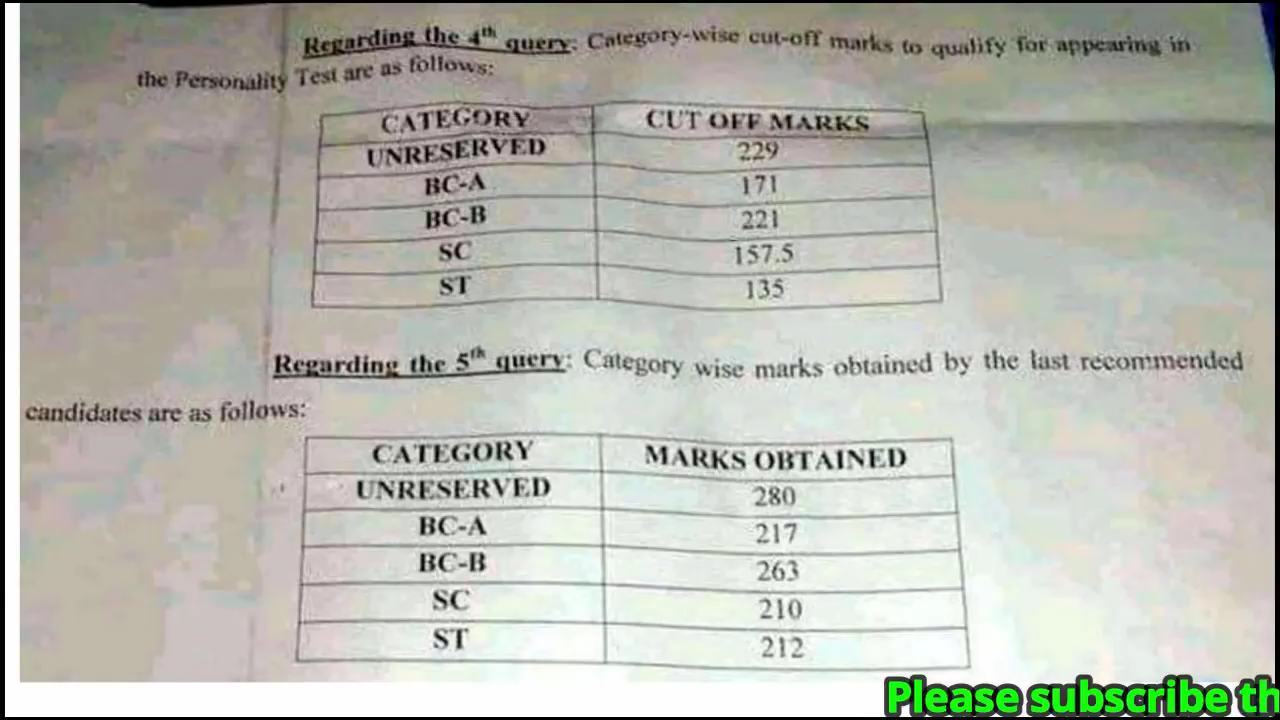 Regarding the 4th query: Category-wise cut-off marks to qualify for appearing in
the Personality Test are as follows:
CATEGORY CUT OFF MARKS
UNRESERVED 229
BC-A 171
BC-B 221
SC 157.5
ST 135
Regarding the 5th query: Category wise marks obtained by the last recommended
candidates are as follows:
CATEGORY MARKS OBTAINED
UNRESERVED 280
BC-A 217
BC-B 263
SC 210
ST 212
Please subscribe th